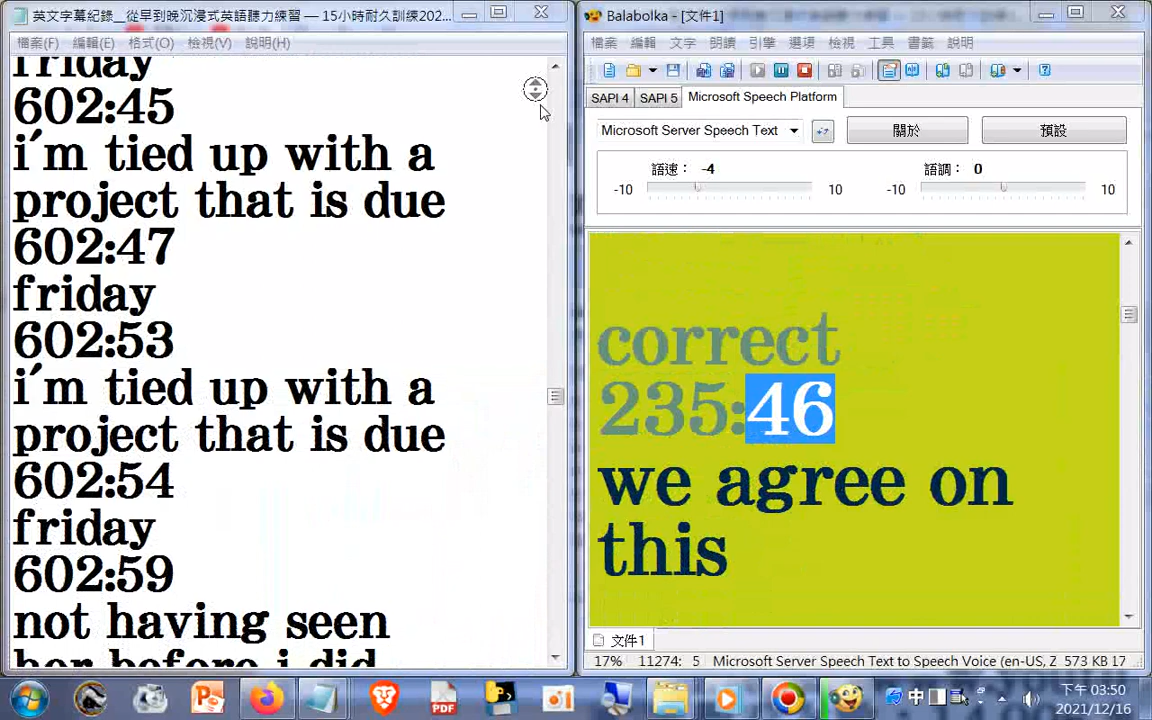 英文字幕紀錄__從早到晚沉浸式英語聽力練習 — 15小時耐久訓練202...
檔案(F) 編輯(E) 格式(O) 檢視(V) 說明(H)
friday
602:45
i'm tied up with a
project that is due
602:47
friday
602:53
i'm tied up with a
project that is due
602:54
friday
602:59
not having seen
her before i did
Balabolka - [文件1]
檔案 編輯 文字 朗讀 引擎 選項 檢視 工具 書籤 說明
SAPI 4 SAPI 5 Microsoft Speech Platform
Microsoft Server Speech Text 關於 預設
語速： -4 語調： 0
-10 10 -10 10
correct
235:46
we agree on
this
文件1
17% 11274: 5 Microsoft Server Speech Text to Speech Voice (en-US, Z 573 KB 17
PDF 中 下午 03:50
2021/12/16